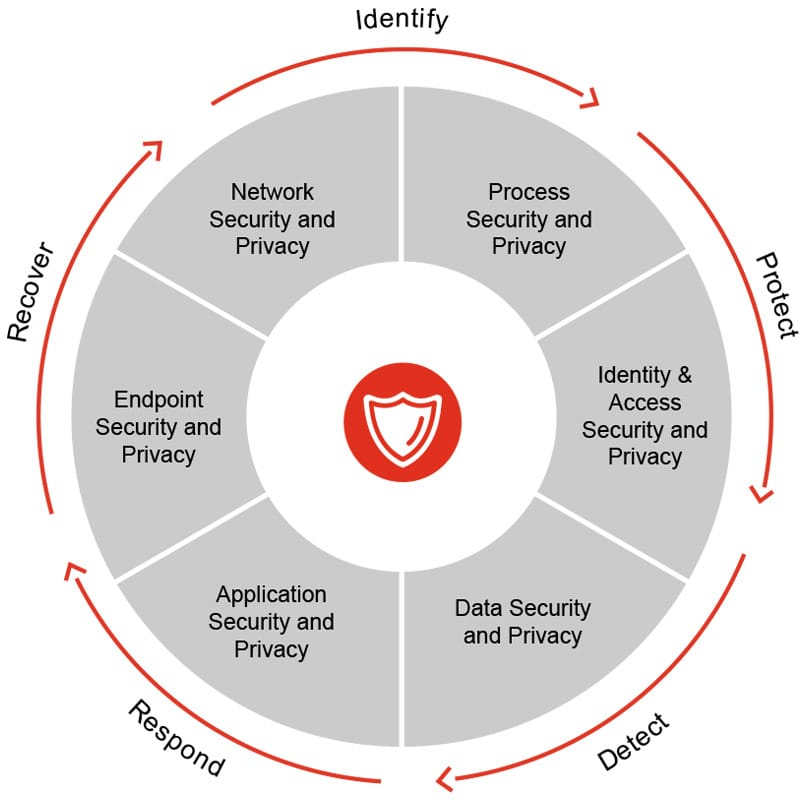 Identify
Network
Security and
Privacy
Process
Security and
Privacy
Recover
Protect
Endpoint
Security and
Privacy
Identity &
Access
Security and
Privacy
Application
Security and
Privacy
Data Security
and Privacy
Respond
Detect